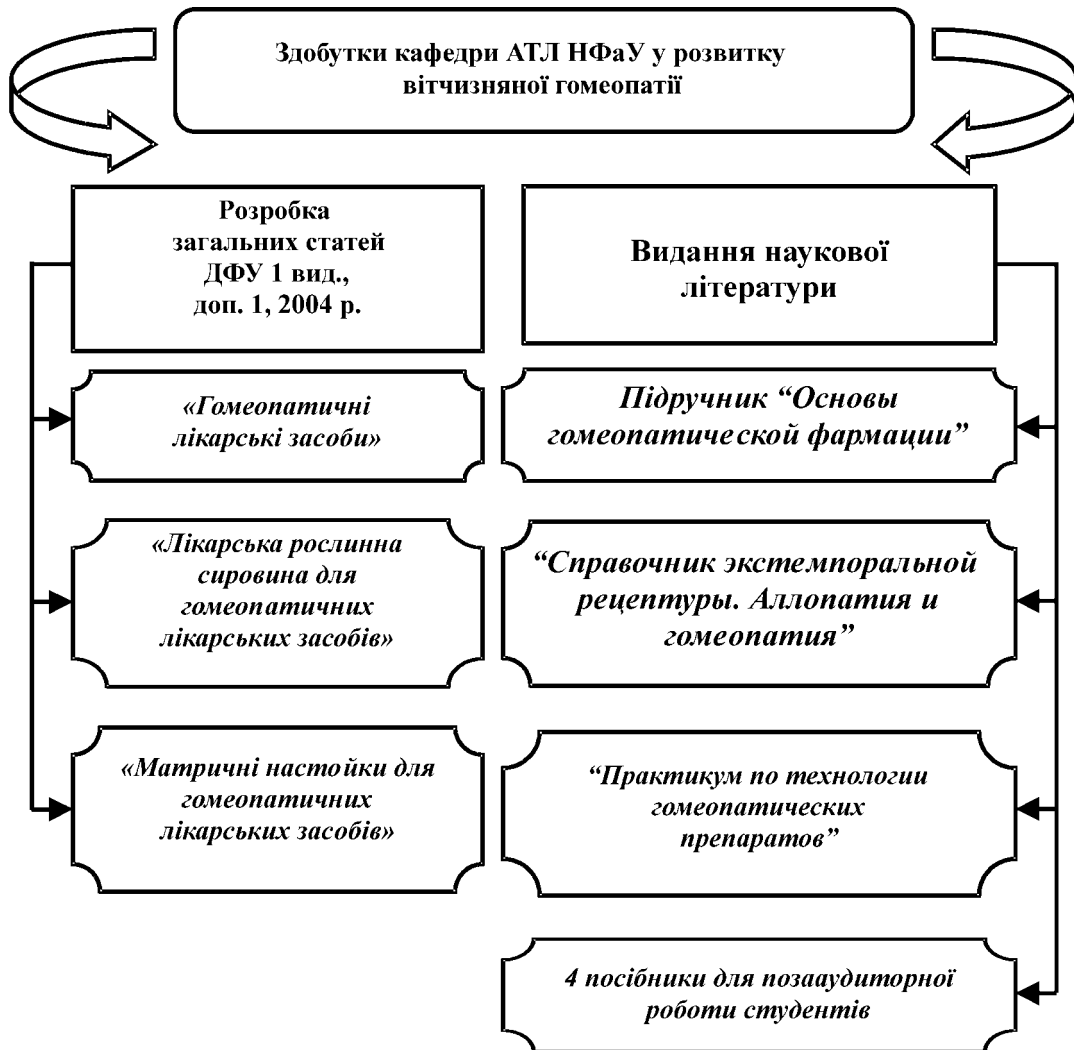 Здобутки кафедри АТЛ НФаУ у розвитку
вітчизняної гомеопатії
Розробка
загальних статей
ДФУ 1 вид.,
доп. 1, 2004 р.
«Гомеопатичні
лікарські засоби»
«Лікарська рослинна
сировина для
гомеопатичних
лікарських засобів»
«Матричні настойки для
гомеопатичних
лікарських засобів»
Видання наукової
літератури
Підручник “Основы
гомеопатической фармации”
“Справочник экстемпоральной
рецептуры. Аллопатия и
гомеопатия”
“Практикум по технологии
гомеопатических
препаратов”
4 посібники для позааудиторної
роботи студентів